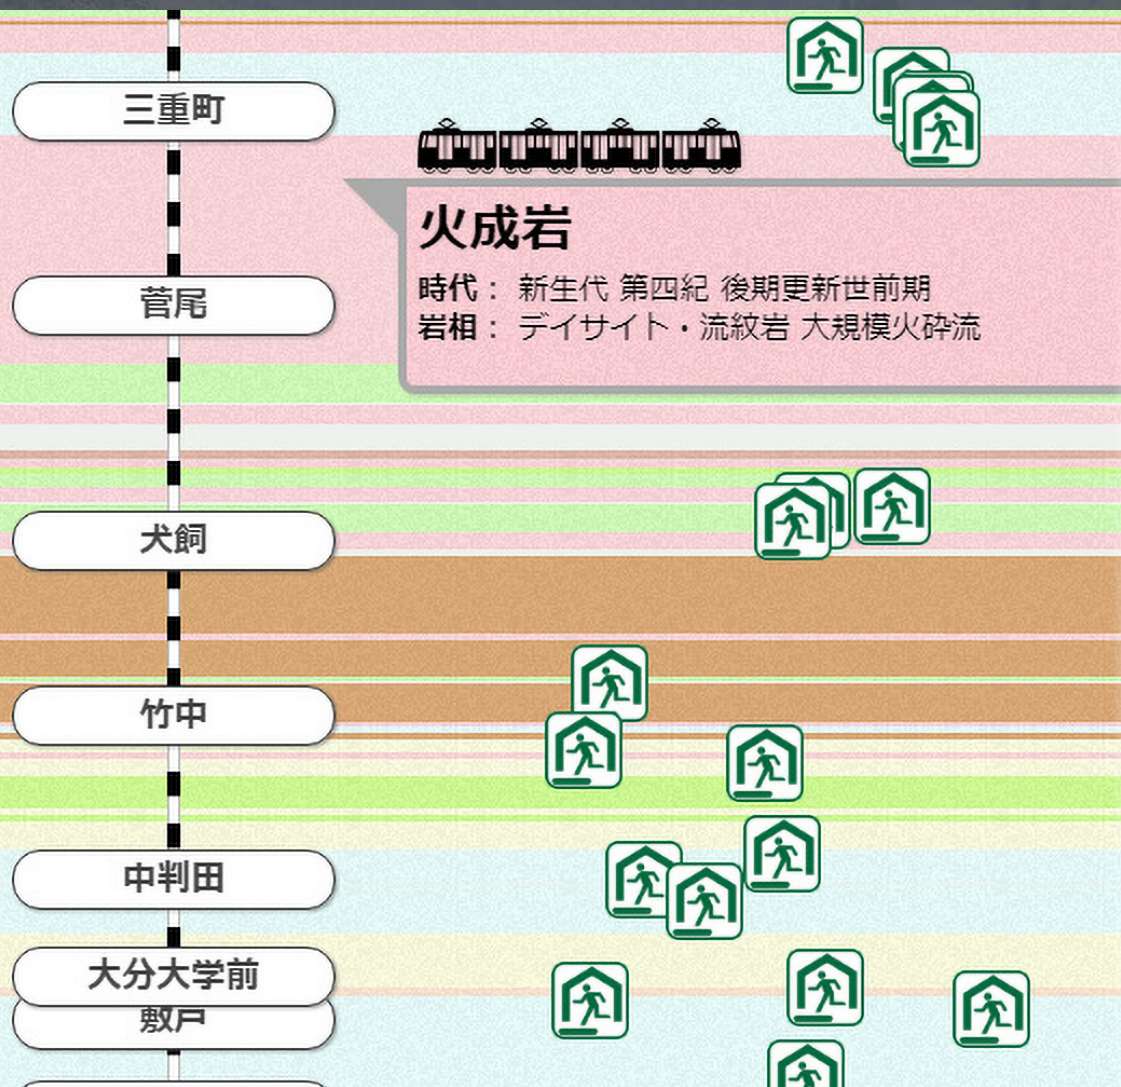 三重町
火成岩
時代： 新生代 第四紀 後期更新世前期
岩相： デイサイト・流紋岩 大規模火砕流
菅尾
犬飼
竹中
中判田
大分大学前
敷戸